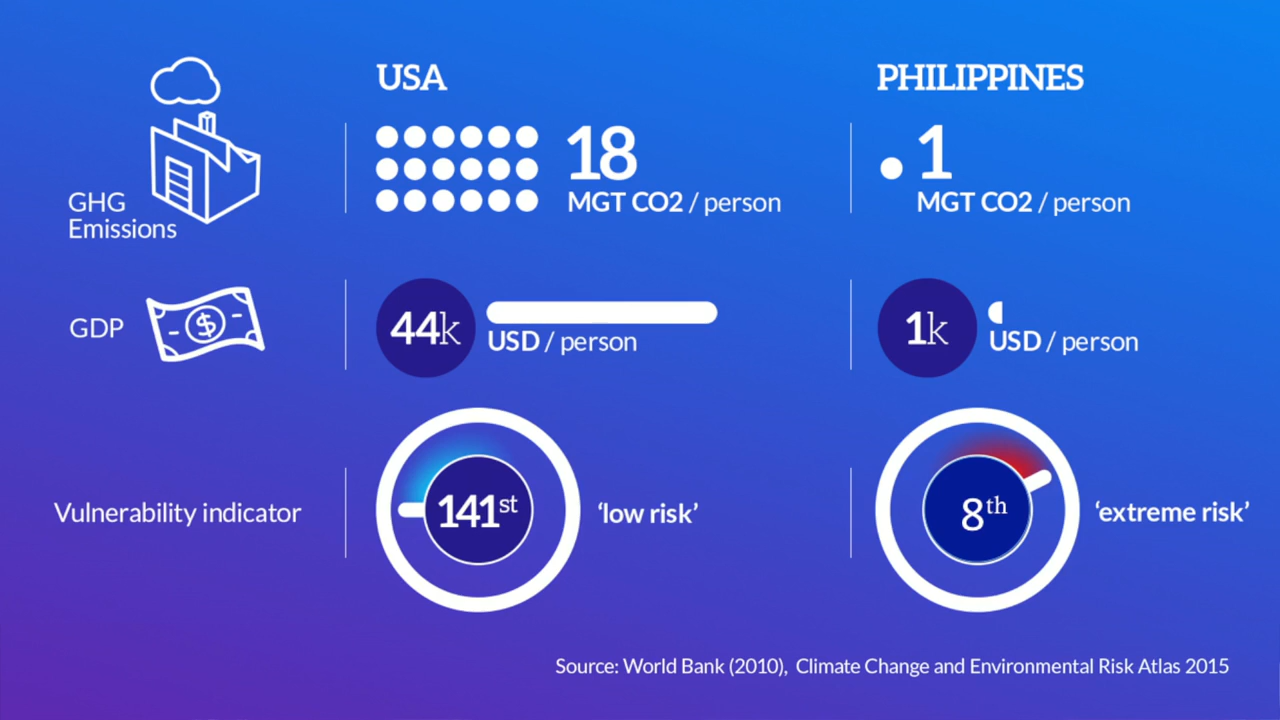 USA
PHILIPPINES
GHG
Emissions
18
MGT CO2 / person
1
MGT CO2 / person
GDP
$
44k
USD / person
1k
USD / person
Vulnerability indicator
141st
‘low risk’
8th
‘extreme risk’
Source: World Bank (2010), Climate Change and Environmental Risk Atlas 2015